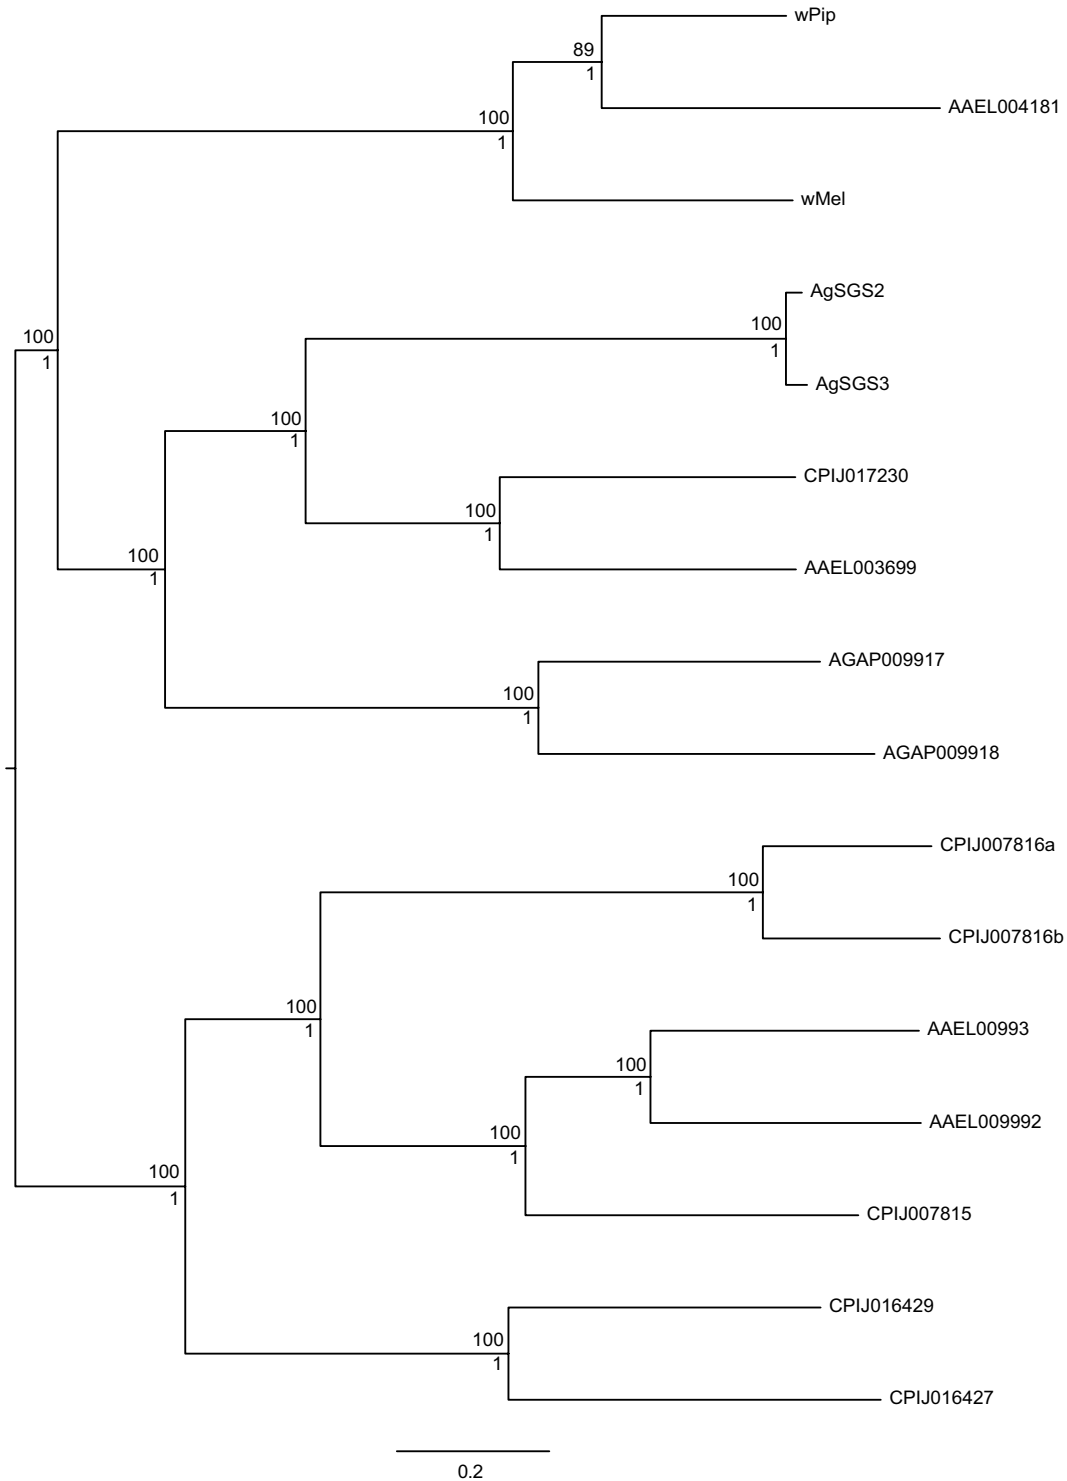 wPip
89
1
AAEL004181
100
1
wMel
AgSGS2
100
1
100
1
AgSGS3
100
1
CPIJ017230
100
1
100
1
AAEL003699
AGAP009917
100
1
AGAP009918
CPIJ007816a
100
1
CPIJ007816b
100
1
AAEL00993
100
1
AAEL009992
100
1
100
1
CPIJ007815
CPIJ016429
100
1
CPIJ016427
0.2